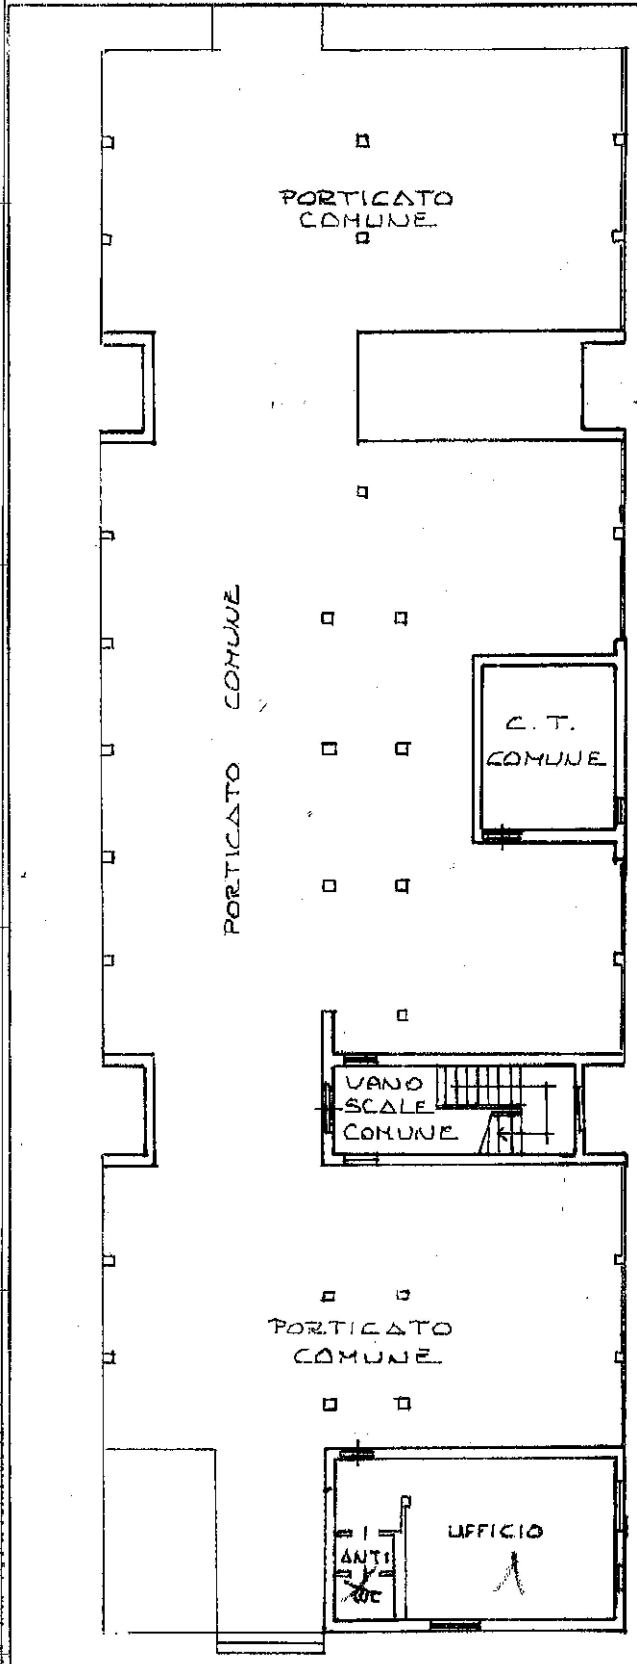 PORTICATO
COMUNE
PORTICATO COMUNE
C.T.
COMUNE
VANO
SCALE
COMUNE
PORTICATO
COMUNE
UFFICIO
ANTI
WC